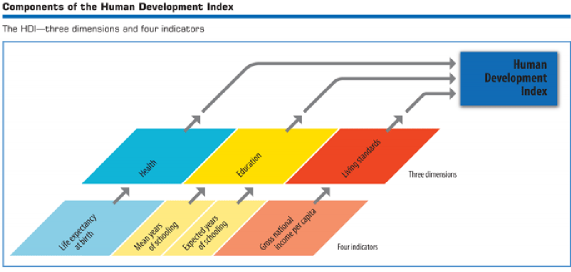 Components of the Human Development Index
The HDI—three dimensions and four indicators
Human
Development
Index
Health
Education
Living standards
Three dimensions
Life expectancy
at birth
Mean years
of schooling
Expected years
of schooling
Gross national
income per capita
Four indicators